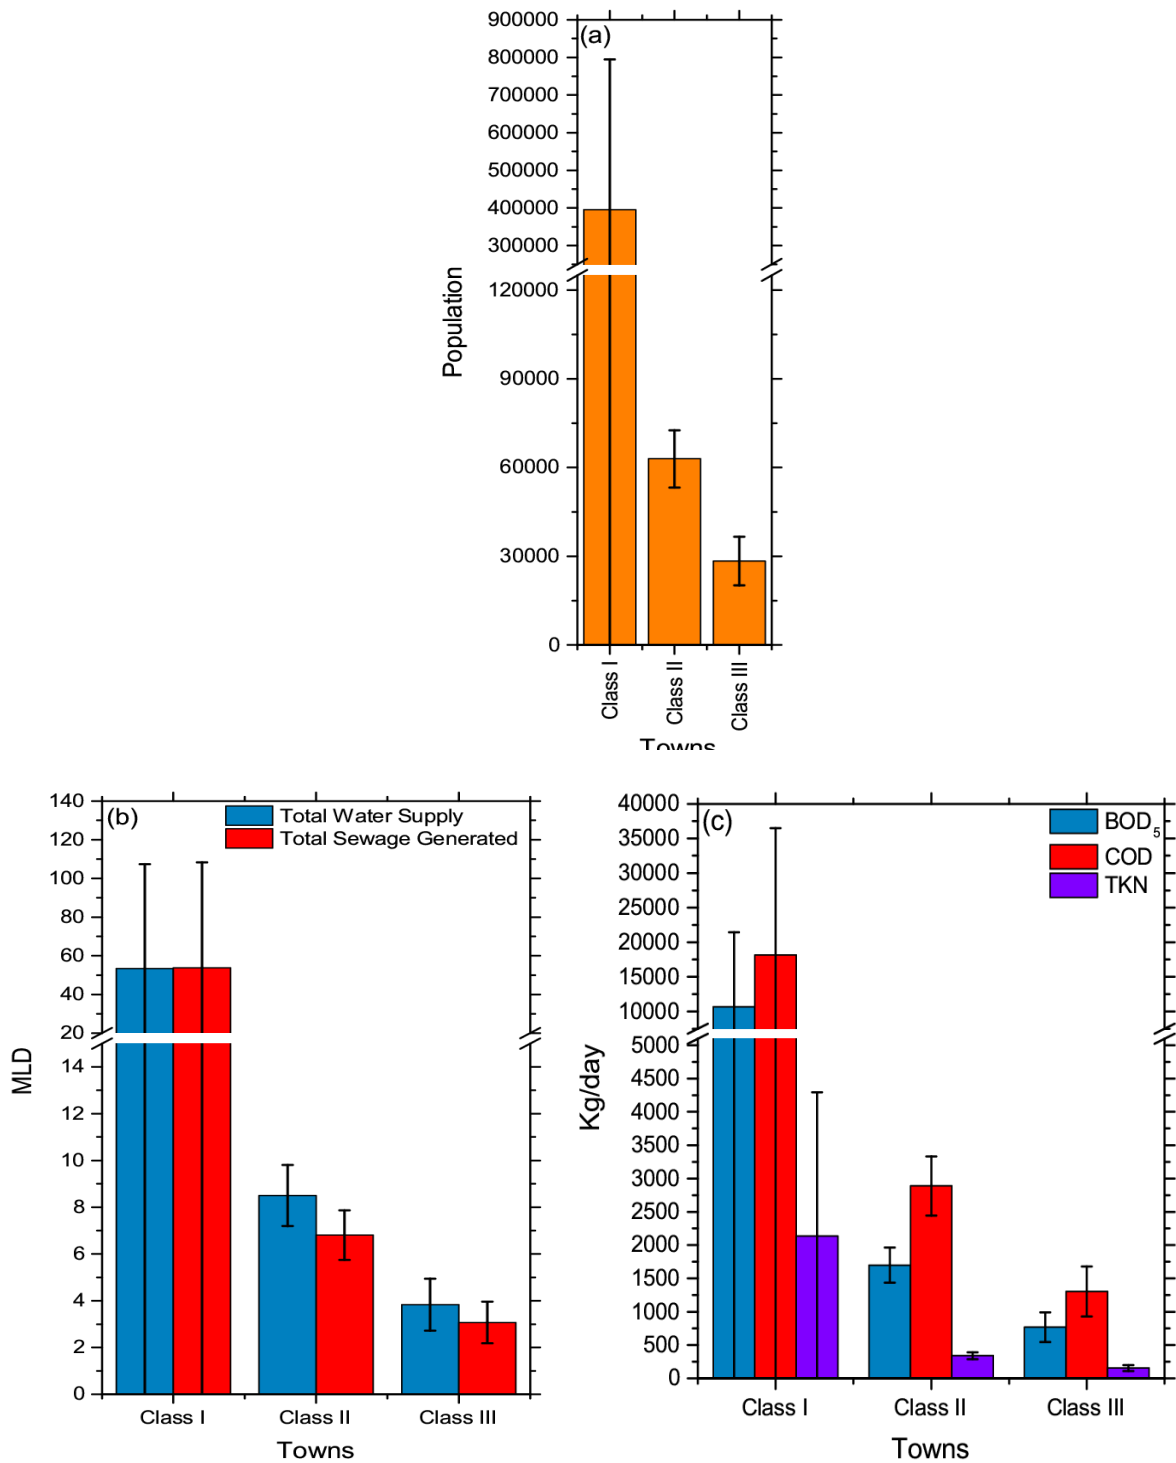 (a)
900000
800000
700000
600000
500000
400000
300000
120000
90000
60000
30000
0
Population
Class I
Class II
Class III
Towns
(b)
Total Water Supply
Total Sewage Generated
140
120
100
80
60
40
20
14
12
10
8
6
4
2
0
MLD
Class I
Class II
Class III
Towns
(c)
BOD5
COD
TKN
40000
35000
30000
25000
20000
15000
10000
5000
4500
4000
3500
3000
2500
2000
1500
1000
500
0
Kg/day
Class I
Class II
Class III
Towns